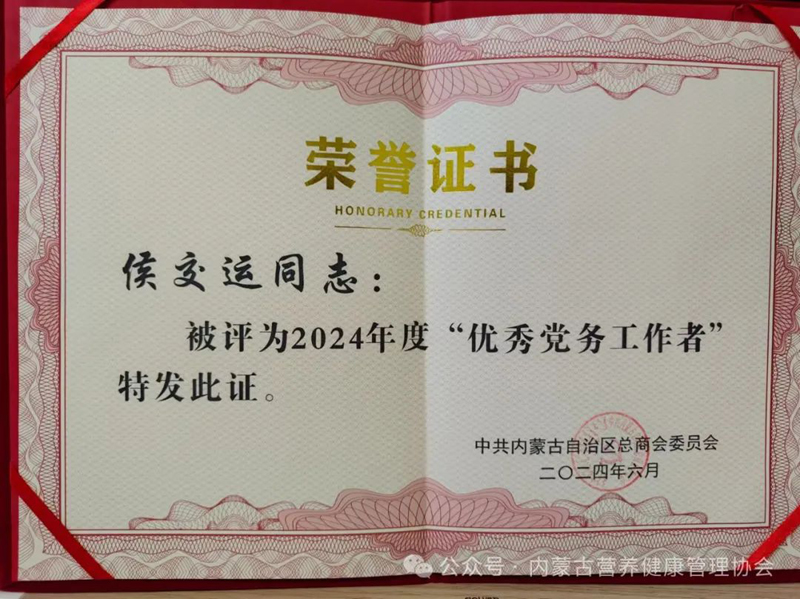 荣誉证书
HONORARY CREDENTIAL
侯交运同志：
被评为2024年度“优秀党务工作者”
特发此证。
中共内蒙古自治区总商会委员会
二〇二四年六月
公众号·内蒙古营养健康管理协会